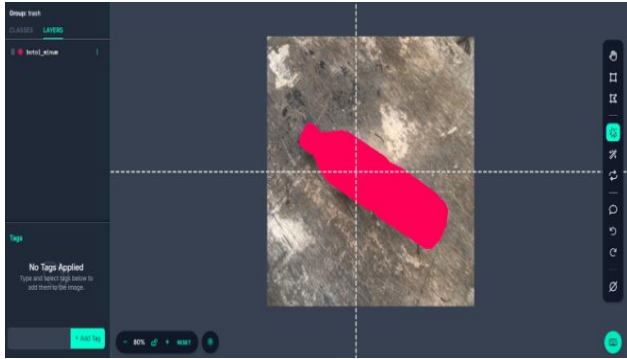 Group: trash
CLASSES LAYERS
botol_minum
Tags
No Tags Applied
Type and select tags below to
add them to the image.
+ Add Tag
− 80% + RESET